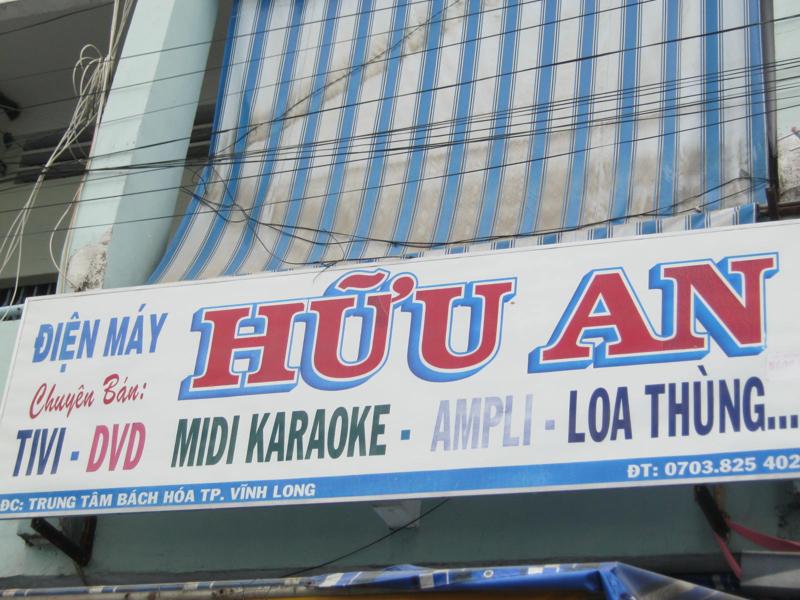 ĐIỆN MÁY HỮU AN
Chuyên Bán:
TIVI - DVD MIDI KARAOKE - AMPLI - LOA THÙNG...
ĐC: TRUNG TÂM BÁCH HÓA TP. VĨNH LONG ĐT: 0703.825 402